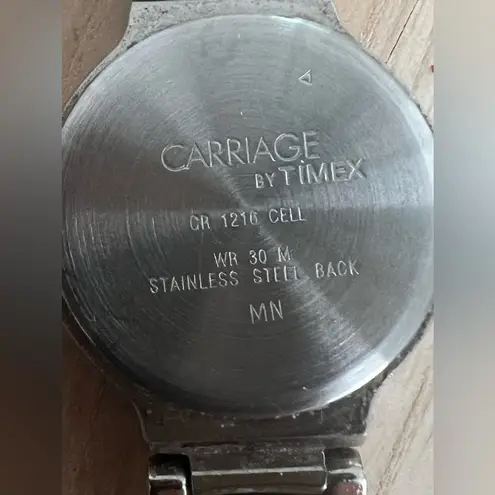 CARRIAGE
BY TIMEX
CR 1216 CELL
WR 30 M
STAINLESS STEEL BACK
MN